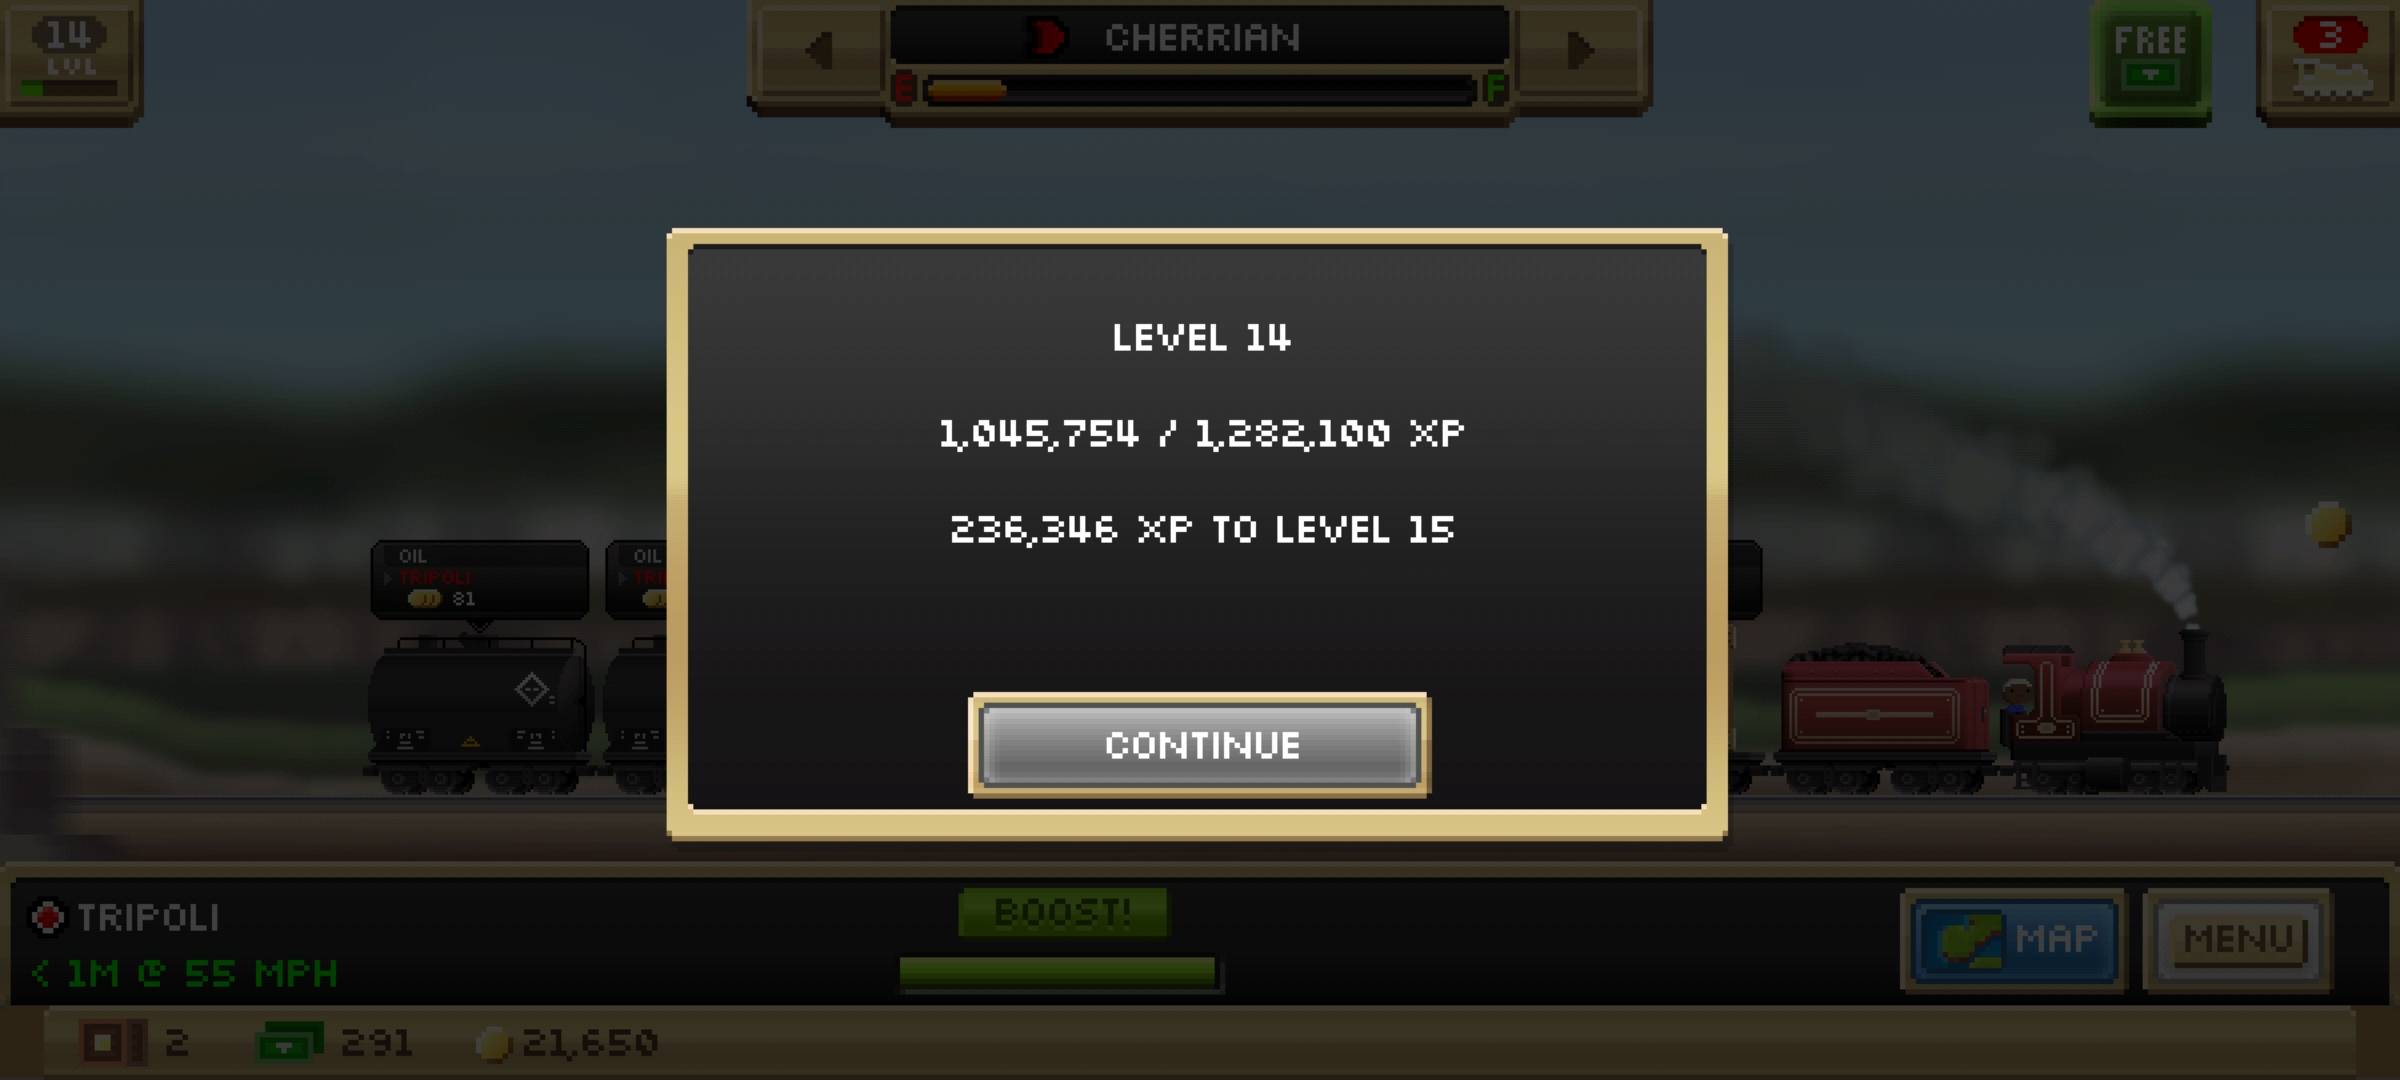 14
LVL
CHERRIAN
E
F
FREE
3
LEVEL 14
1,045,754 / 1,282,100 XP
236,346 XP TO LEVEL 15
CONTINUE
OIL
TRIPOLI
81
OIL
TRI
TRIPOLI
< 1M @ 55 MPH
BOOST!
MAP
MENU
2
291
21,650